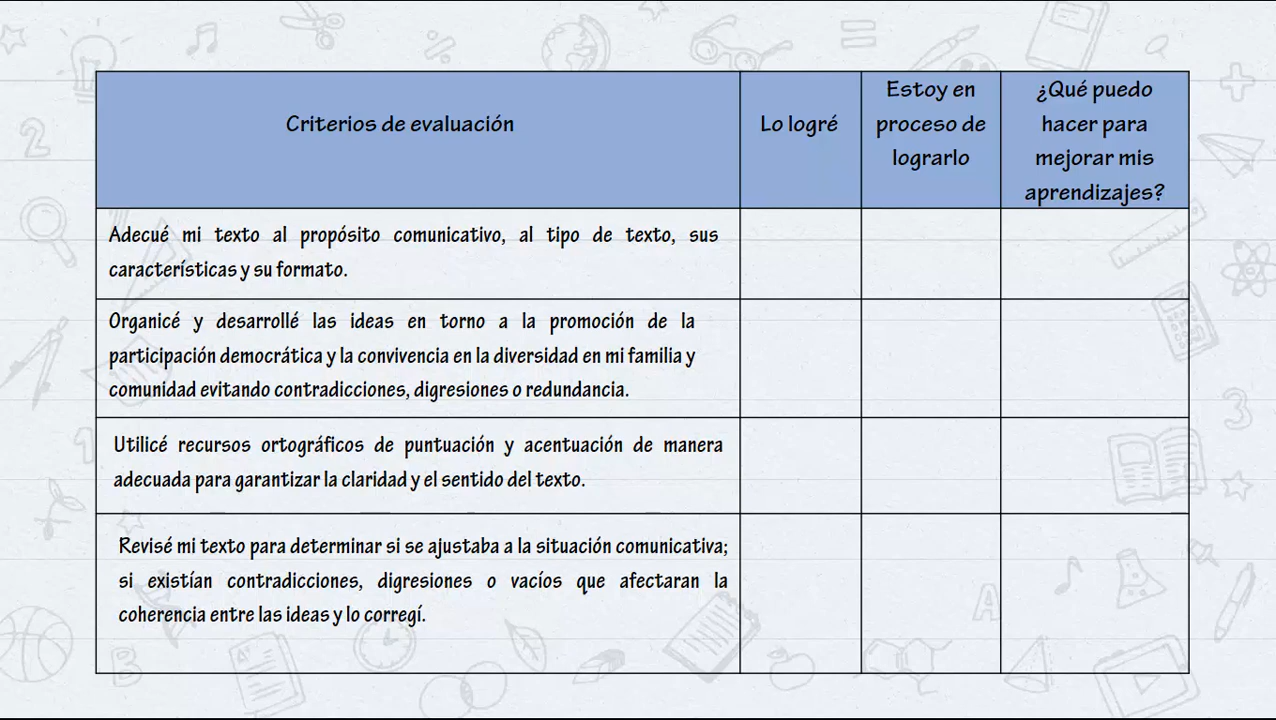 Criterios de evaluación
Lo logré
Estoy en
proceso de
lograrlo
¿Qué puedo
hacer para
mejorar mis
aprendizajes?
Adecué mi texto al propósito comunicativo, al tipo de texto, sus
características y su formato.
Organicé y desarrollé las ideas en torno a la promoción de la
participación democrática y la convivencia en la diversidad en mi familia y
comunidad evitando contradicciones, digresiones o redundancia.
Utilicé recursos ortográficos de puntuación y acentuación de manera
adecuada para garantizar la claridad y el sentido del texto.
Revisé mi texto para determinar si se ajustaba a la situación comunicativa;
si existían contradicciones, digresiones o vacíos que afectaran la
coherencia entre las ideas y lo corregí.